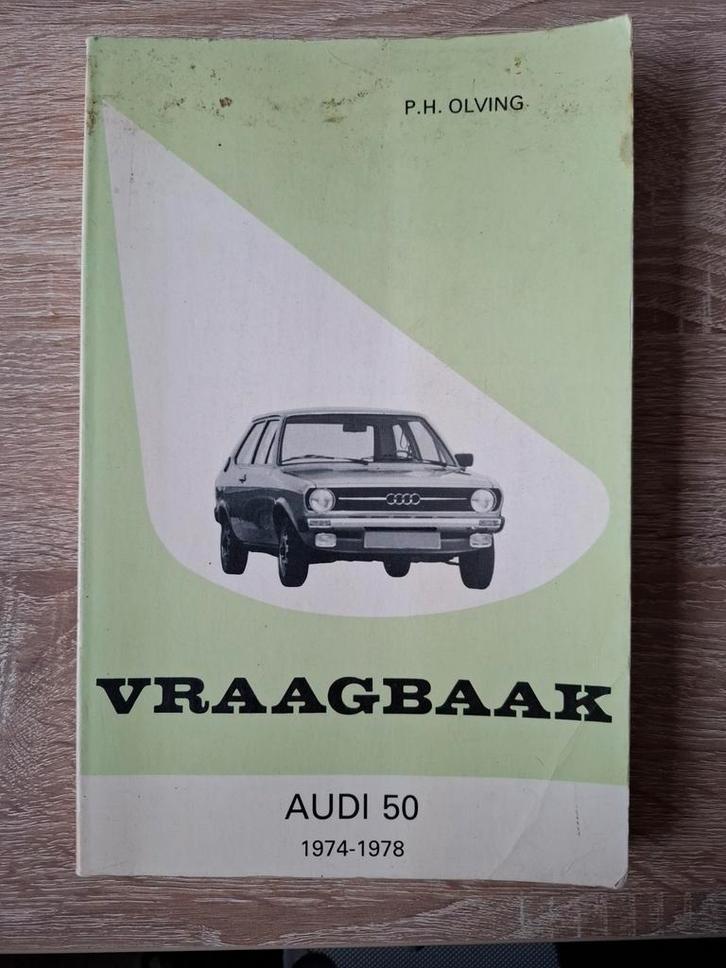 P.H. OLVING
VRAAGBAAK
AUDI 50
1974-1978